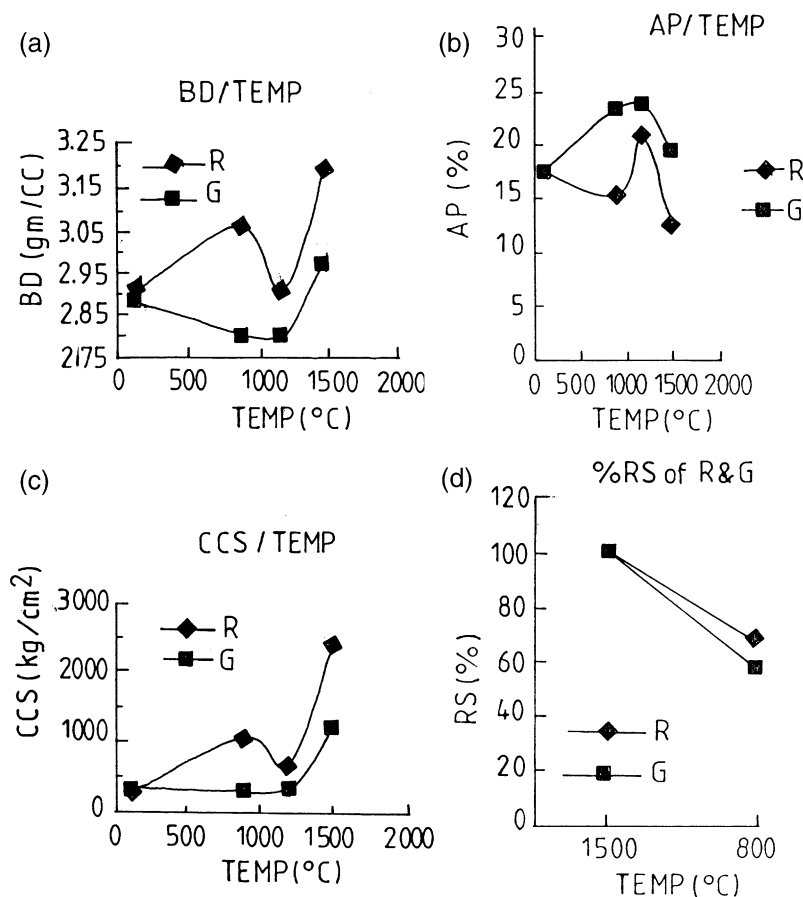 (a)
BD/TEMP
3.25
3.15
3.05
2.95
2.85
2.75
BD (gm/CC)
R
G
0 500 1000 1500 2000
TEMP(°C)
(b)
AP/TEMP
30
25
20
15
10
5
0
AP (%)
R
G
0 500 1000 1500 2000
TEMP(°C)
(c)
CCS / TEMP
3000
2000
1000
0
CCS (kg/cm²)
R
G
0 500 1000 1500 2000
TEMP(°C)
(d)
%RS of R&G
120
100
80
60
40
20
0
RS(%)
R
G
1500 800
TEMP(°C)